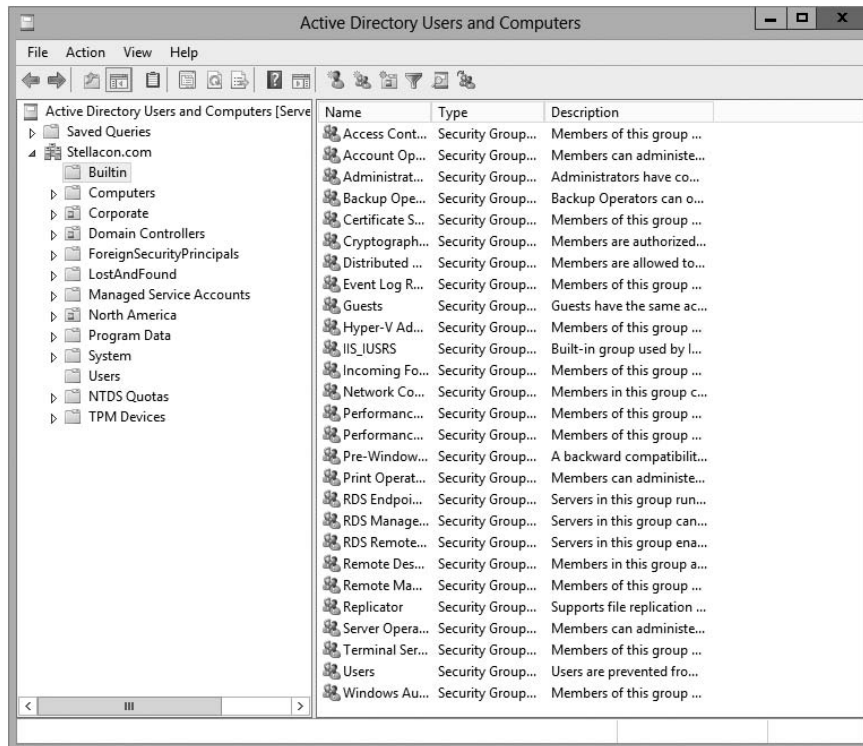 Active Directory Users and Computers
File Action View Help
Active Directory Users and Computers [Serve
Saved Queries
Stellacon.com
Builtin
Computers
Corporate
Domain Controllers
ForeignSecurityPrincipals
LostAndFound
Managed Service Accounts
North America
Program Data
System
Users
NTDS Quotas
TPM Devices
Name Type Description
Access Cont... Security Group... Members of this group ...
Account Op... Security Group... Members can administe...
Administrat... Security Group... Administrators have co...
Backup Ope... Security Group... Backup Operators can o...
Certificate S... Security Group... Members of this group ...
Cryptograph... Security Group... Members are authorized...
Distributed ... Security Group... Members are allowed to...
Event Log R... Security Group... Members of this group ...
Guests Security Group... Guests have the same ac...
Hyper-V Ad... Security Group... Members of this group ...
IIS_IUSRS Security Group... Built-in group used by I...
Incoming Fo... Security Group... Members of this group ...
Network Co... Security Group... Members in this group c...
Performanc... Security Group... Members of this group ...
Performanc... Security Group... Members of this group ...
Pre-Window... Security Group... A backward compatibilit...
Print Operat... Security Group... Members can administe...
RDS Endpoi... Security Group... Servers in this group run...
RDS Manage... Security Group... Servers in this group can...
RDS Remote... Security Group... Servers in this group ena...
Remote Des... Security Group... Members in this group a...
Remote Ma... Security Group... Members of this group ...
Replicator Security Group... Supports file replication ...
Server Opera... Security Group... Members can administe...
Terminal Ser... Security Group... Members of this group ...
Users Security Group... Users are prevented fro...
Windows Au... Security Group... Members of this group ...